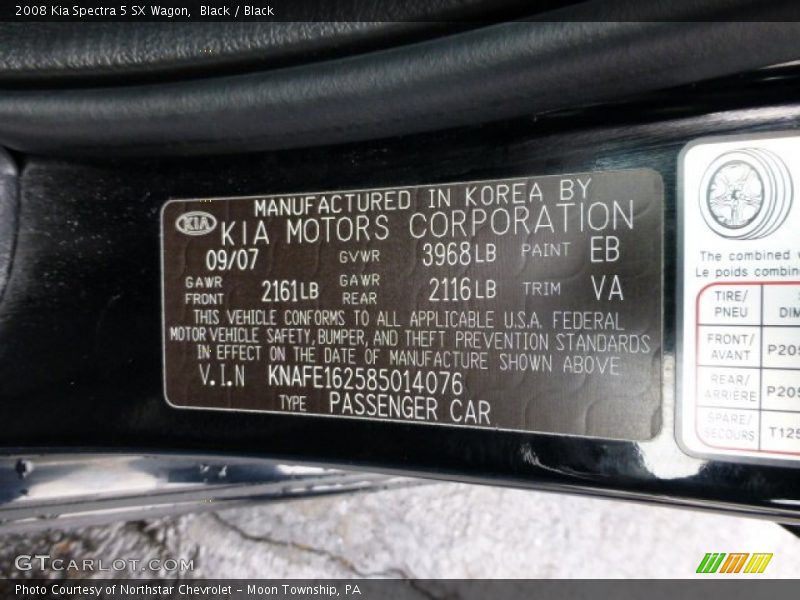 2008 Kia Spectra 5 SX Wagon, Black / Black
MANUFACTURED IN KOREA BY
KIA KIA MOTORS CORPORATION
09/07 GVWR 3968LB PAINT EB
GAWR FRONT 2161LB GAWR REAR 2116LB TRIM VA
THIS VEHICLE CONFORMS TO ALL APPLICABLE U.S.A. FEDERAL
MOTOR VEHICLE SAFETY, BUMPER, AND THEFT PREVENTION STANDARDS
IN EFFECT ON THE DATE OF MANUFACTURE SHOWN ABOVE
V.I.N KNAFE162585014076
TYPE PASSENGER CAR
The combined
Le poids combin
TIRE/
PNEU DIM
FRONT/
AVANT P205
REAR/
ARRIERE P205
SPARE/
SECOURS T125
GTCARLOT.COM
Photo Courtesy of Northstar Chevrolet - Moon Township, PA